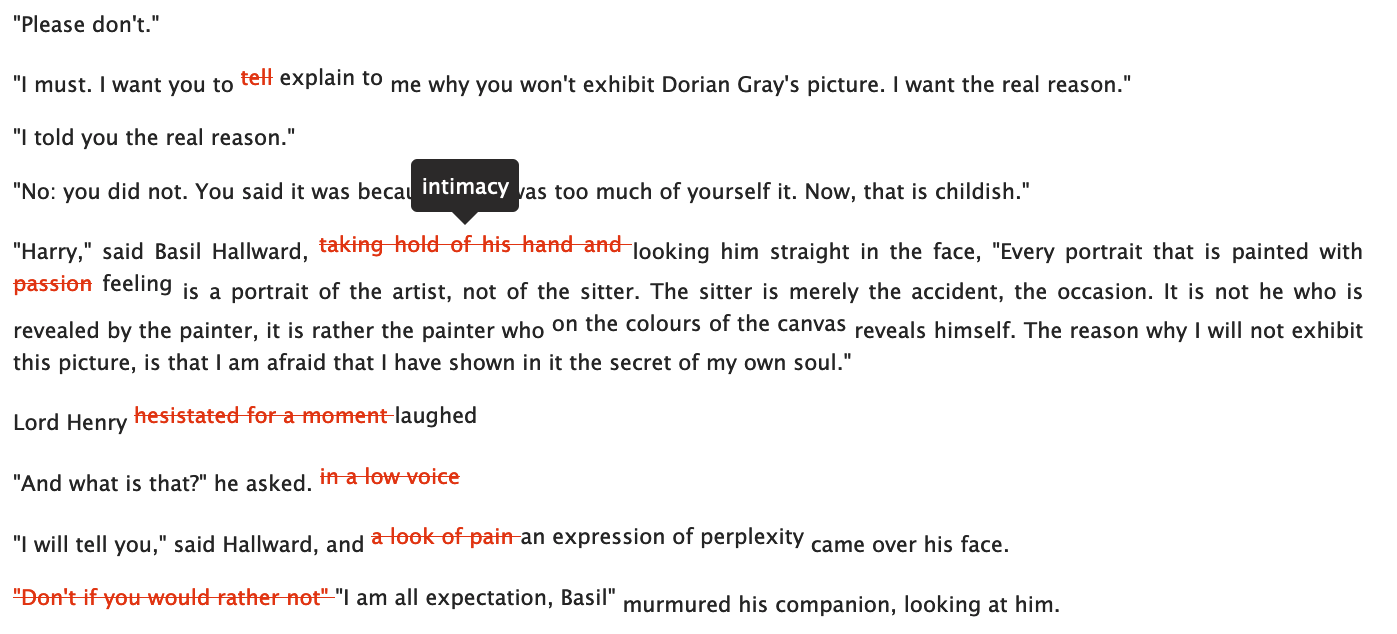 "Please don't."
"I must. I want you to tell explain to me why you won't exhibit Dorian Gray's picture. I want the real reason."
"I told you the real reason."
intimacy
"No: you did not. You said it was becau was too much of yourself it. Now, that is childish."
"Harry," said Basil Hallward, taking hold of his hand and looking him straight in the face, "Every portrait that is painted with
passion feeling is a portrait of the artist, not of the sitter. The sitter is merely the accident, the occasion. It is not he who is
revealed by the painter, it is rather the painter who on the colours of the canvas reveals himself. The reason why I will not exhibit
this picture, is that I am afraid that I have shown in it the secret of my own soul."
Lord Henry hesistated for a moment laughed
"And what is that?" he asked. in a low voice
"I will tell you," said Hallward, and a look of pain an expression of perplexity came over his face.
"Don't if you would rather not" "I am all expectation, Basil" murmured his companion, looking at him.